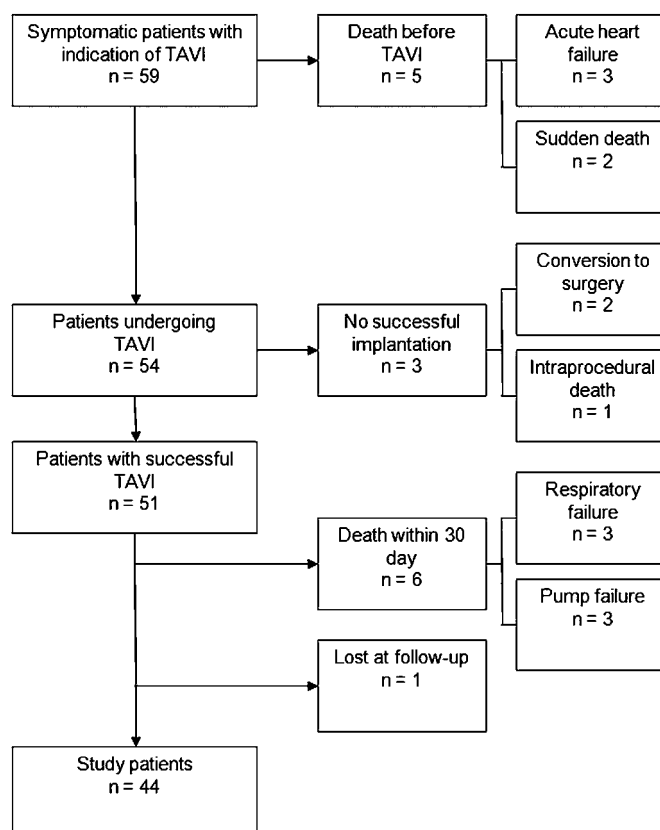 Symptomatic patients with
indication of TAVI
n = 59
Death before
TAVI
n = 5
Acute heart
failure
n = 3
Sudden death
n = 2
Patients undergoing
TAVI
n = 54
No successful
implantation
n = 3
Conversion to
surgery
n = 2
Intraprocedural
death
n = 1
Patients with successful
TAVI
n = 51
Death within 30
day
n = 6
Respiratory
failure
n = 3
Pump failure
n = 3
Lost at follow-up
n = 1
Study patients
n = 44